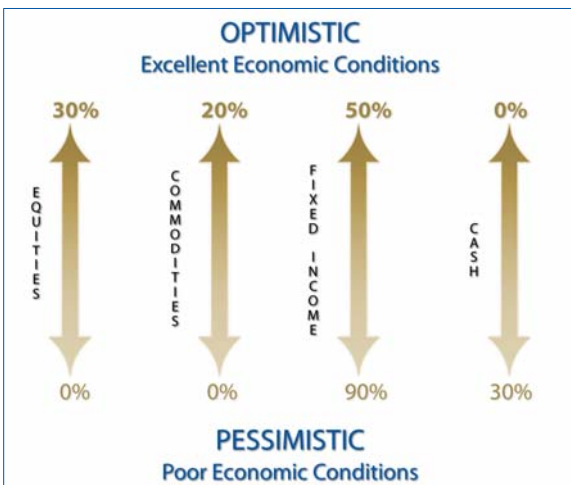 OPTIMISTIC
Excellent Economic Conditions
30% 20% 50% 0%
EQUITIES
COMMODITIES
FIXED INCOME
CASH
0% 0% 90% 30%
PESSIMISTIC
Poor Economic Conditions